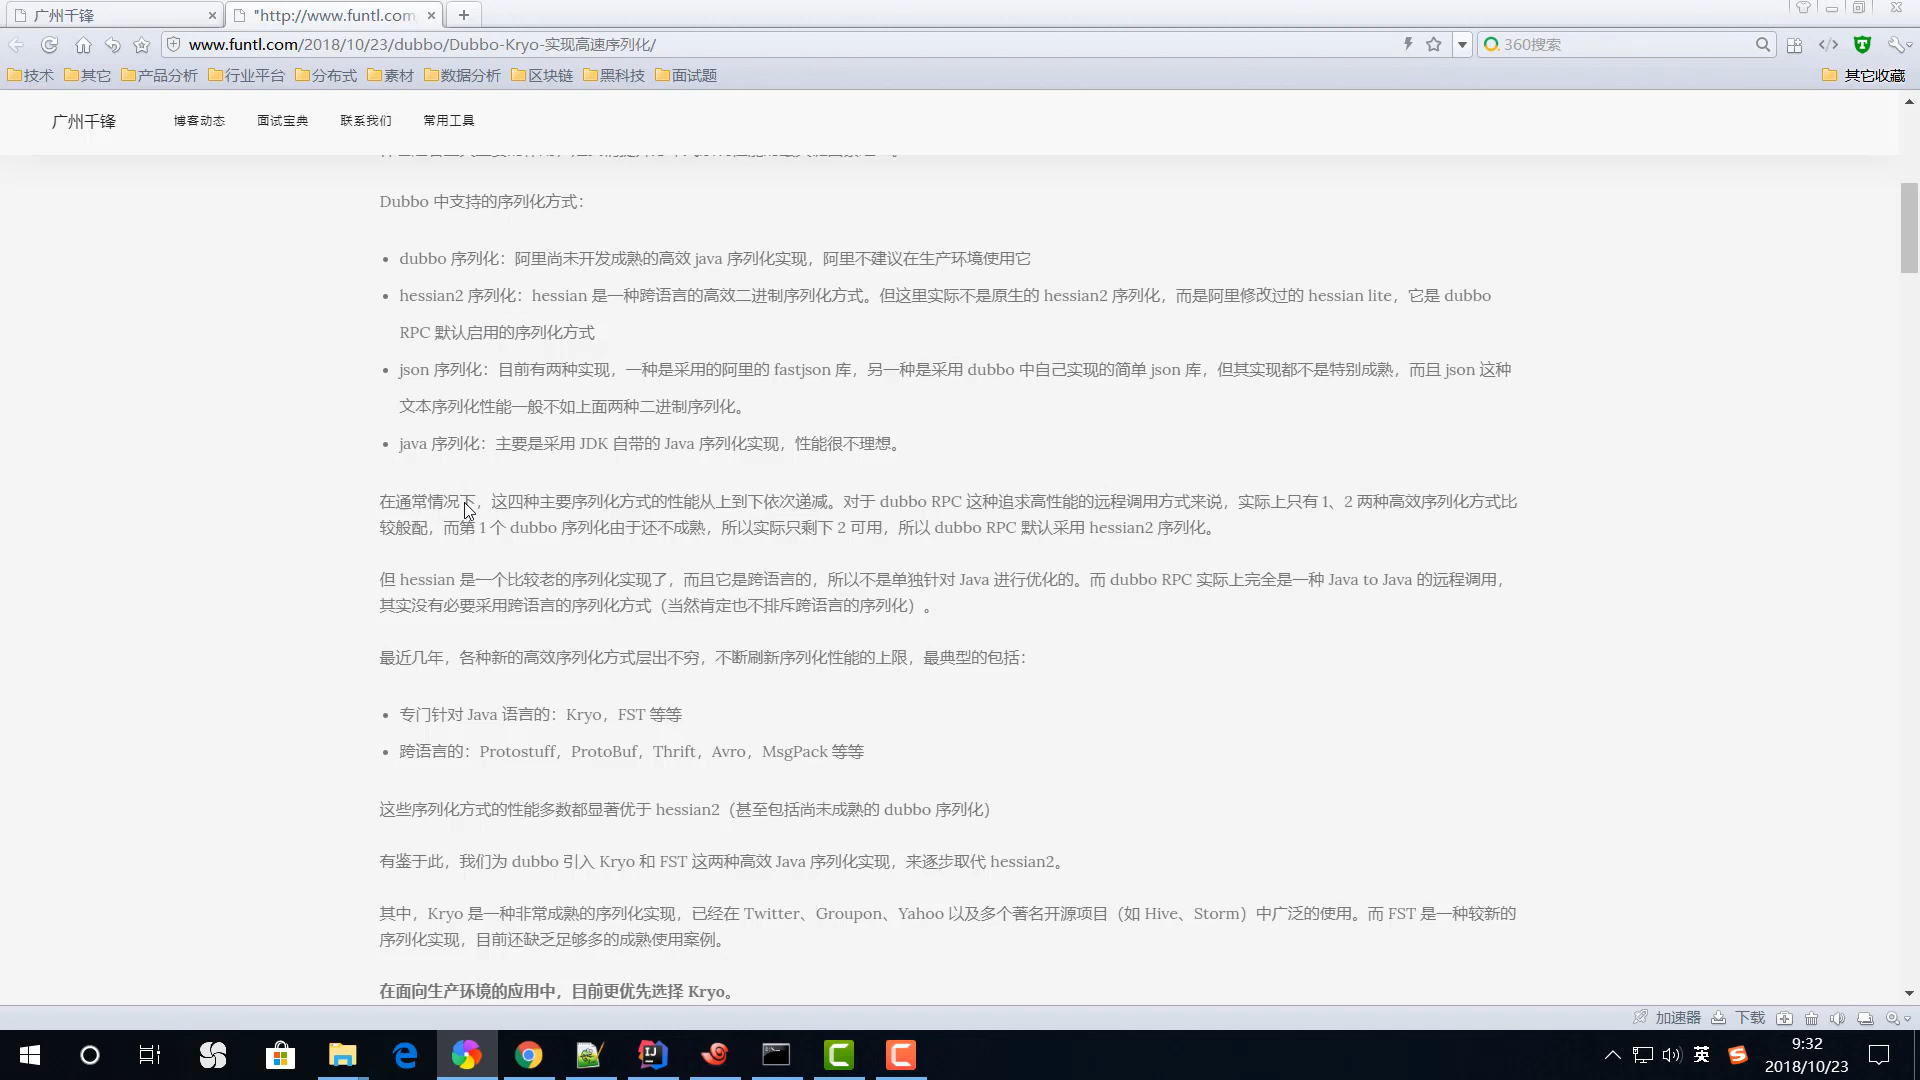 广州千锋
"http://www.funtl.com
www.funtl.com/2018/10/23/dubbo/Dubbo-Kryo-实现高速序列化/
360搜索
技术 其它 产品分析 行业平台 分布式 素材 数据分析 区块链 黑科技 面试题 其它收藏
广州千锋 博客动态 面试宝典 联系我们 常用工具
Dubbo 中支持的序列化方式：
• dubbo 序列化：阿里尚未开发成熟的高效 java 序列化实现，阿里不建议在生产环境使用它
• hessian2 序列化：hessian 是一种跨语言的高效二进制序列化方式。但这里实际不是原生的 hessian2 序列化，而是阿里修改过的 hessian lite，它是 dubbo
RPC 默认启用的序列化方式
• json 序列化：目前有两种实现，一种是采用的阿里的 fastjson 库，另一种是采用 dubbo 中自己实现的简单 json 库，但其实现都不是特别成熟，而且 json 这种
文本序列化性能一般不如上面两种二进制序列化。
• java 序列化：主要是采用 JDK 自带的 Java 序列化实现，性能很不理想。
在通常情况下，这四种主要序列化方式的性能从上到下依次递减。对于 dubbo RPC 这种追求高性能的远程调用方式来说，实际上只有 1、2 两种高效序列化方式比
较般配，而第 1 个 dubbo 序列化由于还不成熟，所以实际只剩下 2 可用，所以 dubbo RPC 默认采用 hessian2 序列化。
但 hessian 是一个比较老的序列化实现了，而且它是跨语言的，所以不是单独针对 Java 进行优化的。而 dubbo RPC 实际上完全是一种 Java to Java 的远程调用，
其实没有必要采用跨语言的序列化方式（当然肯定也不排斥跨语言的序列化）。
最近几年，各种新的高效序列化方式层出不穷，不断刷新序列化性能的上限，最典型的包括：
• 专门针对 Java 语言的：Kryo，FST 等等
• 跨语言的：Protostuff，ProtoBuf，Thrift，Avro，MsgPack 等等
这些序列化方式的性能多数都显著优于 hessian2（甚至包括尚未成熟的 dubbo 序列化）
有鉴于此，我们为 dubbo 引入 Kryo 和 FST 这两种高效 Java 序列化实现，来逐步取代 hessian2。
其中，Kryo 是一种非常成熟的序列化实现，已经在 Twitter、Groupon、Yahoo 以及多个著名开源项目（如 Hive、Storm）中广泛的使用。而 FST 是一种较新的
序列化实现，目前还缺乏足够多的成熟使用案例。
在面向生产环境的应用中，目前更优先选择 Kryo。
加速器 下载
英
9:32
2018/10/23